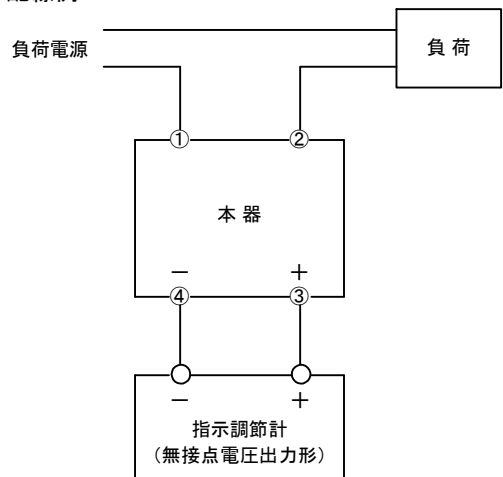 負荷電源
負 荷
① ②
本 器
− +
④ ③
− +
指示調節計
(無接点電圧出力形)